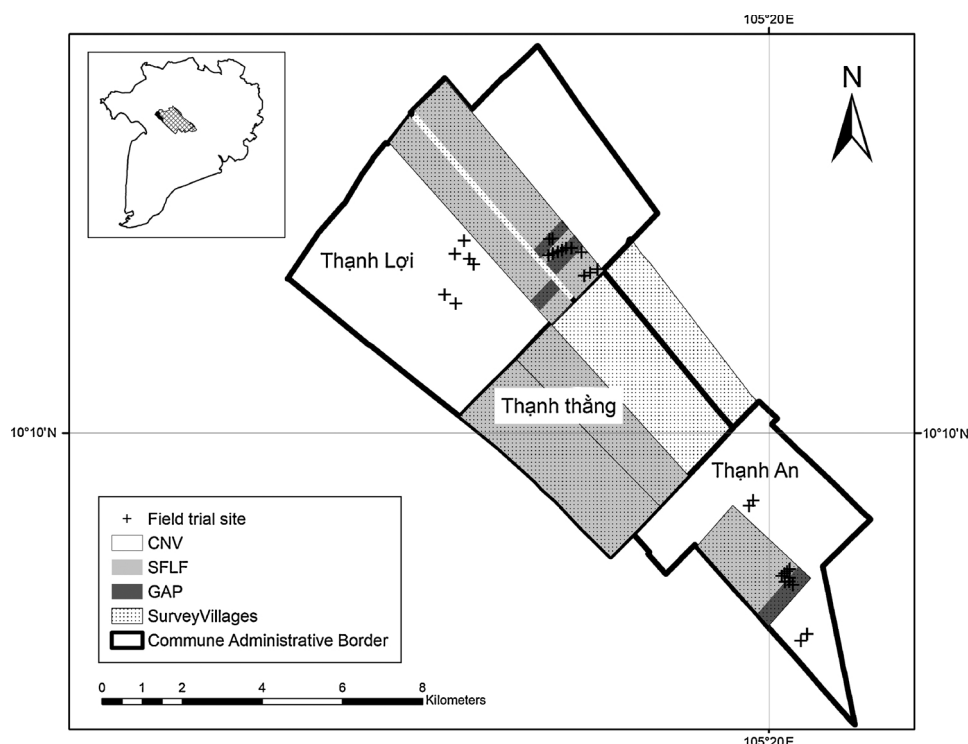 105°20'E
N
Thạnh Lợi
Thạnh thằng
10°10'N
10°10'N
Thạnh An
Field trial site
CNV
SFLF
GAP
SurveyVillages
Commune Administrative Border
0 1 2 4 6 8
Kilometers
105°20'E